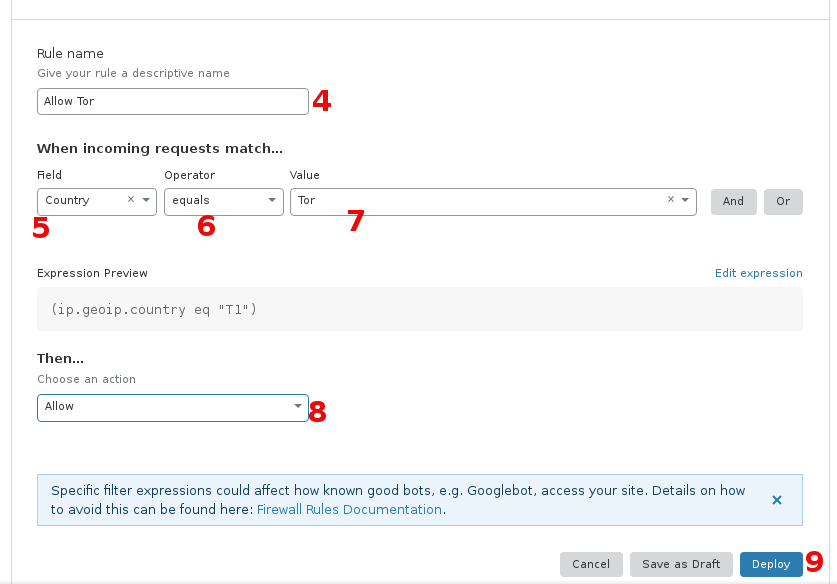 Rule name
Give your rule a descriptive name
Allow Tor
4
When incoming requests match...
Field Operator Value
Country × equals Tor × And Or
5 6 7
Expression Preview Edit expression
(ip.geoip.country eq "T1")
Then...
Choose an action
Allow
8
Specific filter expressions could affect how known good bots, e.g. Googlebot, access your site. Details on how
to avoid this can be found here: Firewall Rules Documentation.
×
Cancel Save as Draft Deploy 9